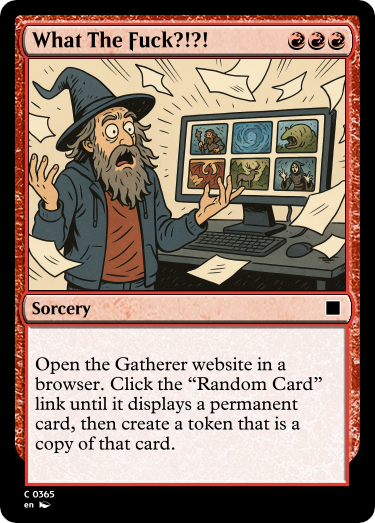 What The Fuck?!?!
Sorcery
Open the Gatherer website in a
browser. Click the “Random Card”
link until it displays a permanent
card, then create a token that is a
copy of that card.
C 0365
en